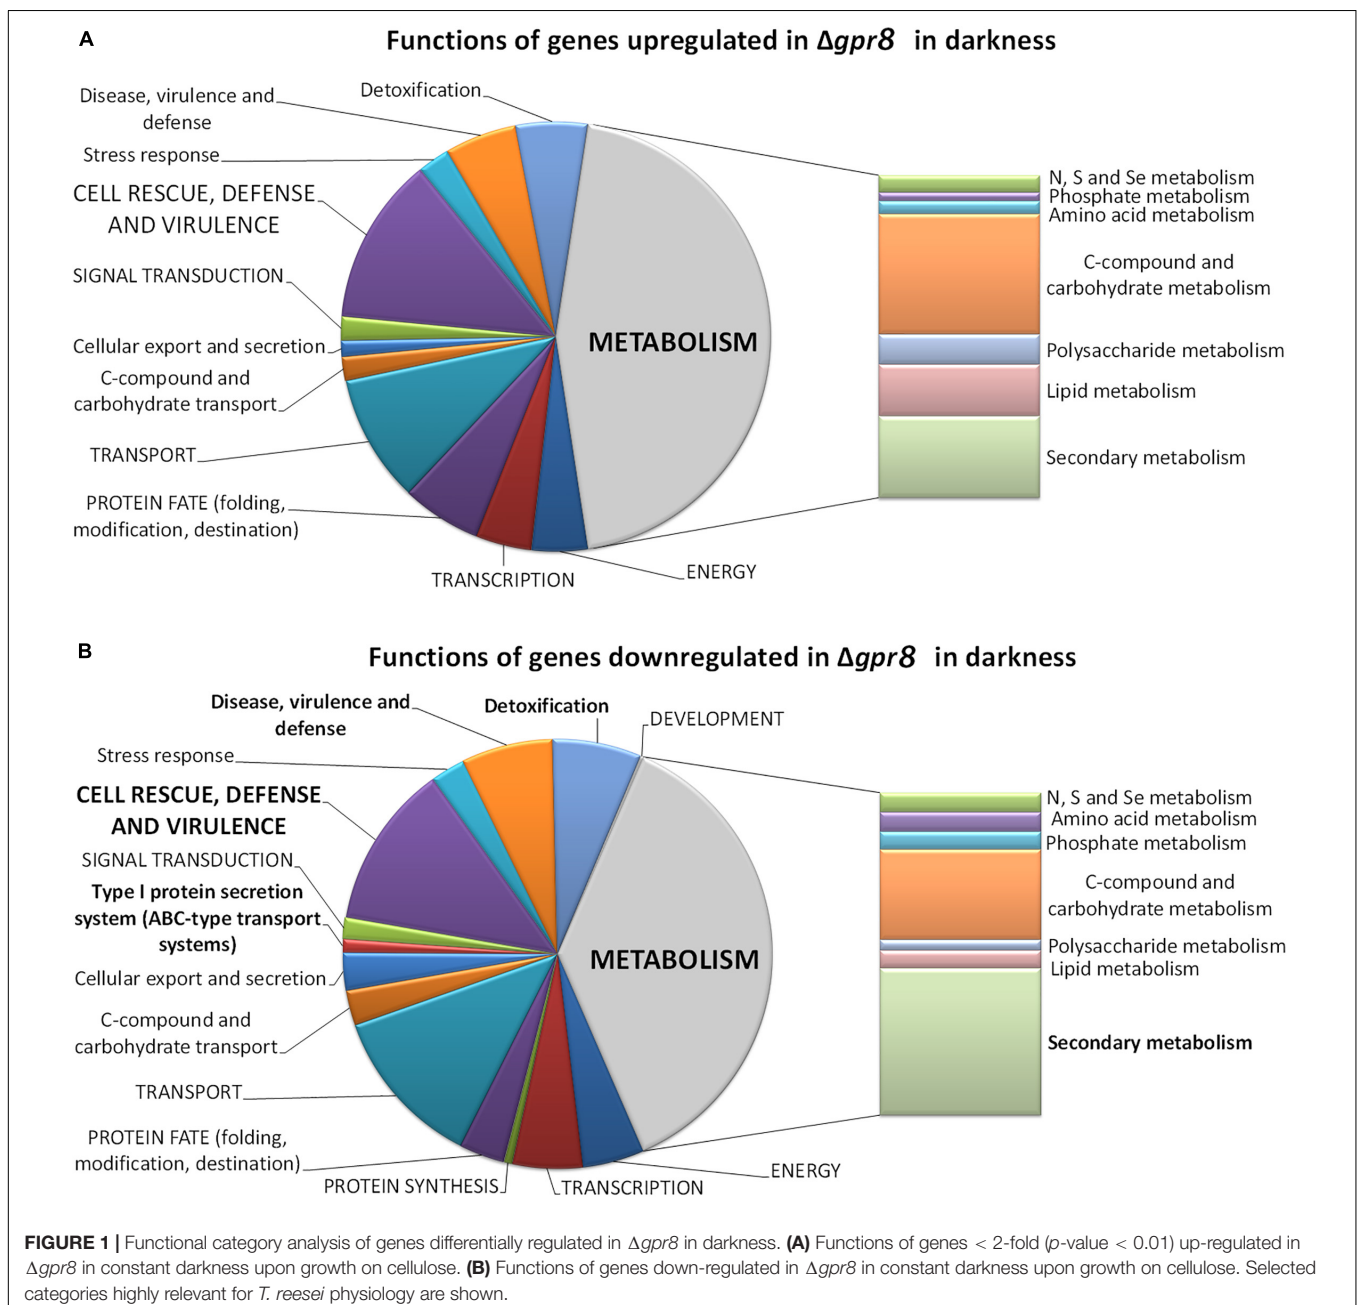 A
Functions of genes upregulated in Δgpr8 in darkness
Disease, virulence and
defense
Detoxification
Stress response
CELL RESCUE, DEFENSE
AND VIRULENCE
SIGNAL TRANSDUCTION
Cellular export and secretion
C-compound and
carbohydrate transport
TRANSPORT
PROTEIN FATE (folding,
modification, destination)
TRANSCRIPTION
ENERGY
METABOLISM
N, S and Se metabolism
Phosphate metabolism
Amino acid metabolism
C-compound and
carbohydrate metabolism
Polysaccharide metabolism
Lipid metabolism
Secondary metabolism
B
Functions of genes downregulated in Δgpr8 in darkness
Disease, virulence and
defense
Detoxification
DEVELOPMENT
Stress response
CELL RESCUE, DEFENSE
AND VIRULENCE
SIGNAL TRANSDUCTION
Type I protein secretion
system (ABC-type transport
systems)
Cellular export and secretion
C-compound and
carbohydrate transport
TRANSPORT
PROTEIN FATE (folding,
modification, destination)
PROTEIN SYNTHESIS
TRANSCRIPTION
ENERGY
METABOLISM
N, S and Se metabolism
Amino acid metabolism
Phosphate metabolism
C-compound and
carbohydrate metabolism
Polysaccharide metabolism
Lipid metabolism
Secondary metabolism
FIGURE 1 | Functional category analysis of genes differentially regulated in Δgpr8 in darkness. (A) Functions of genes < 2-fold (p-value < 0.01) up-regulated in
Δgpr8 in constant darkness upon growth on cellulose. (B) Functions of genes down-regulated in Δgpr8 in constant darkness upon growth on cellulose. Selected
categories highly relevant for T. reesei physiology are shown.